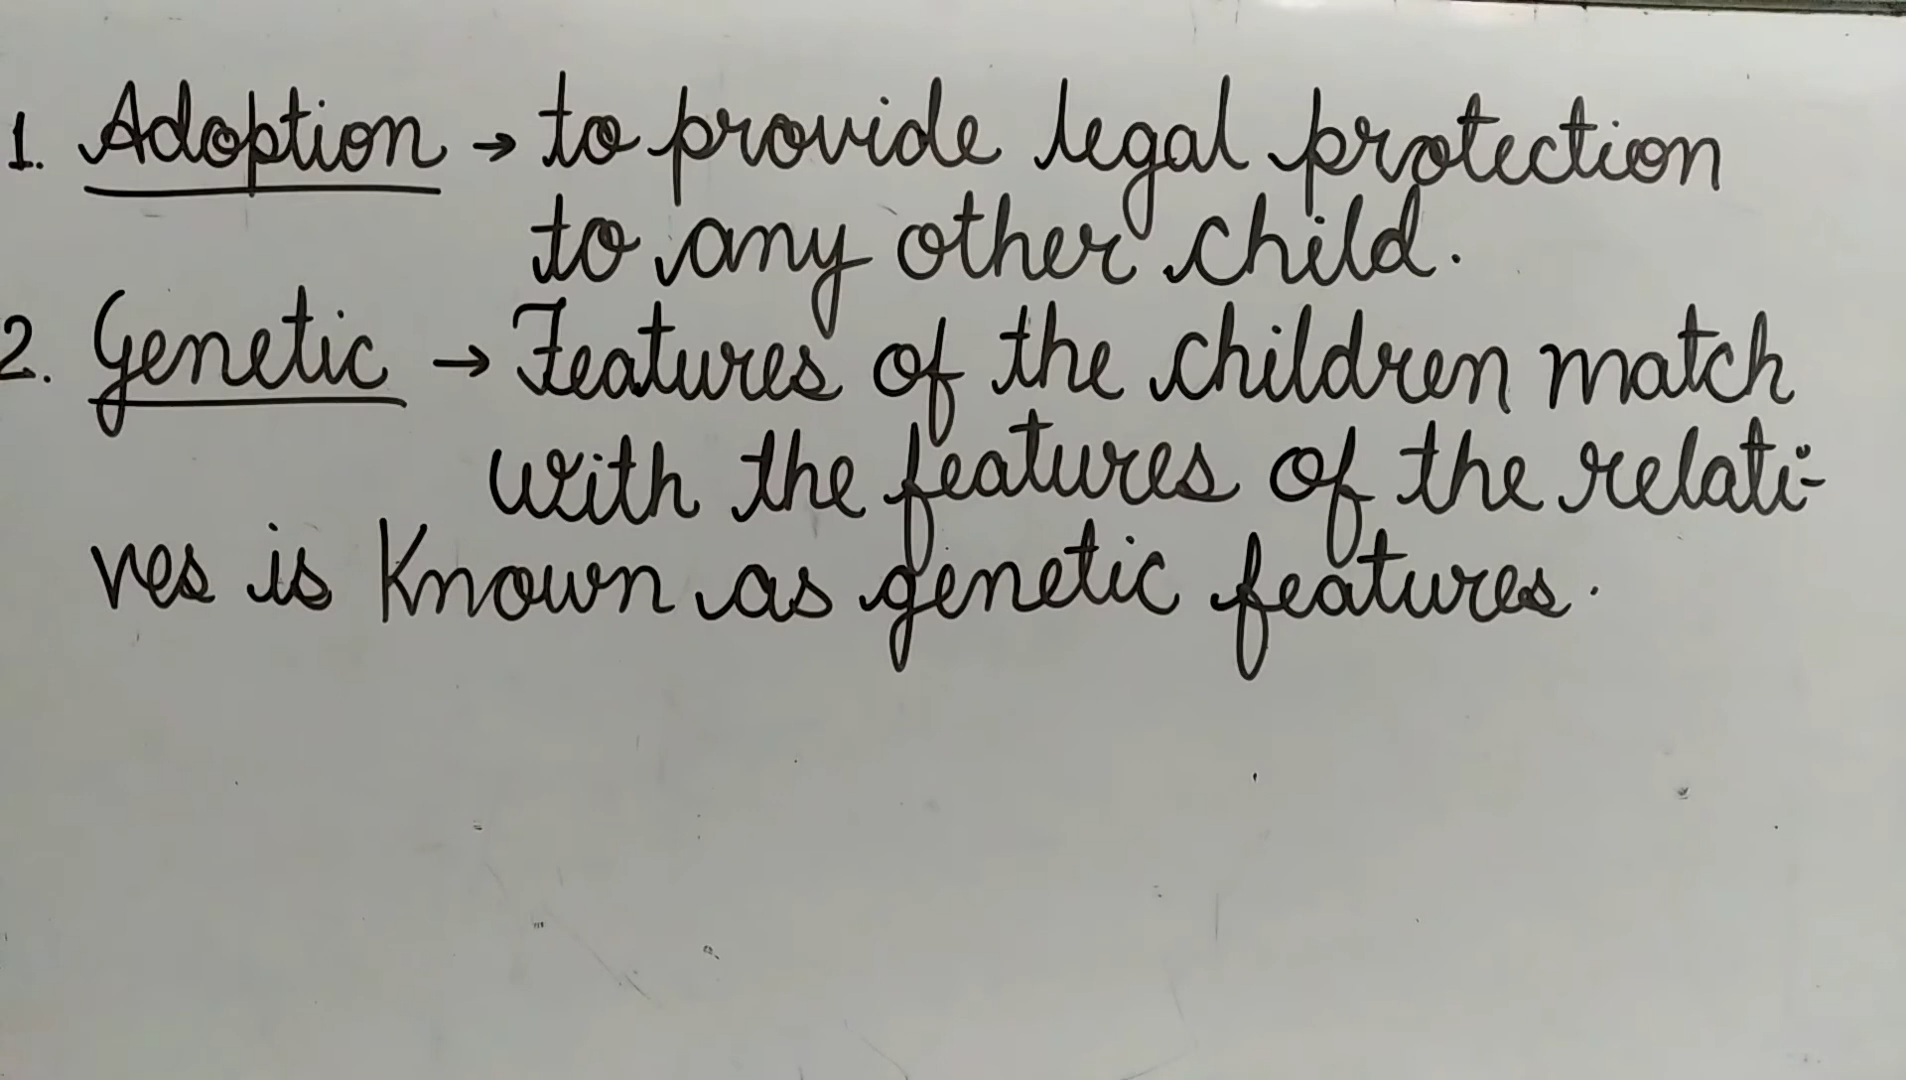 1. Adoption → to provide legal protection
to any other child.
2. Genetic → Features of the children match
with the features of the relati-
ves is Known as genetic features.